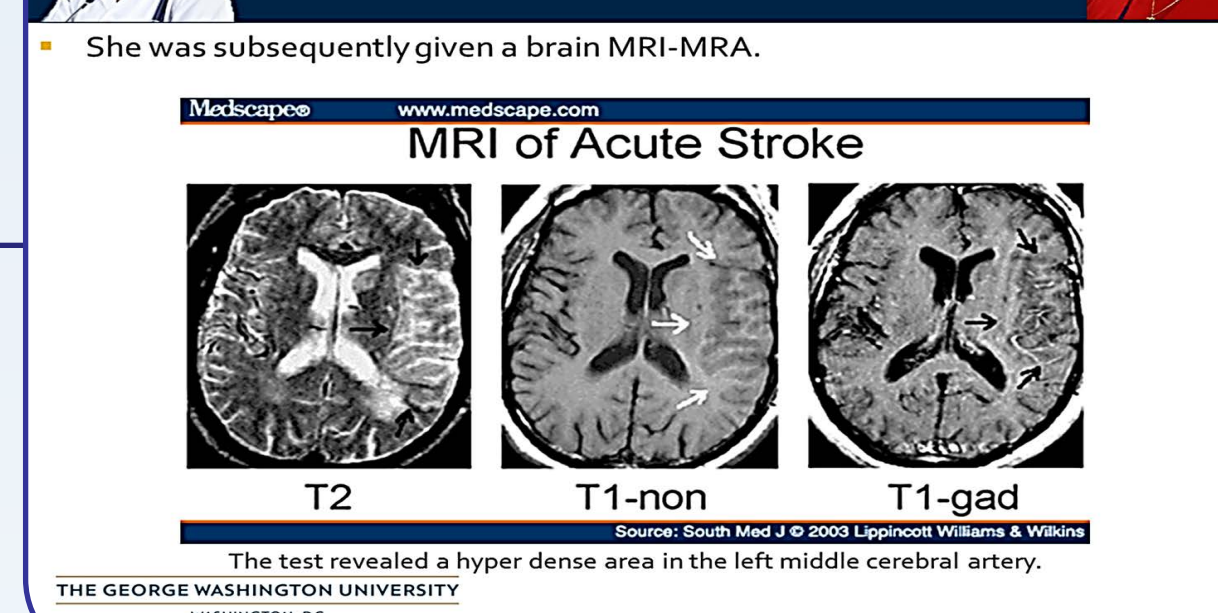 She was subsequently given a brain MRI-MRA.
Medscape® www.medscape.com
MRI of Acute Stroke
T2 T1-non T1-gad
Source: South Med J © 2003 Lippincott Williams & Wilkins
The test revealed a hyper dense area in the left middle cerebral artery.
THE GEORGE WASHINGTON UNIVERSITY